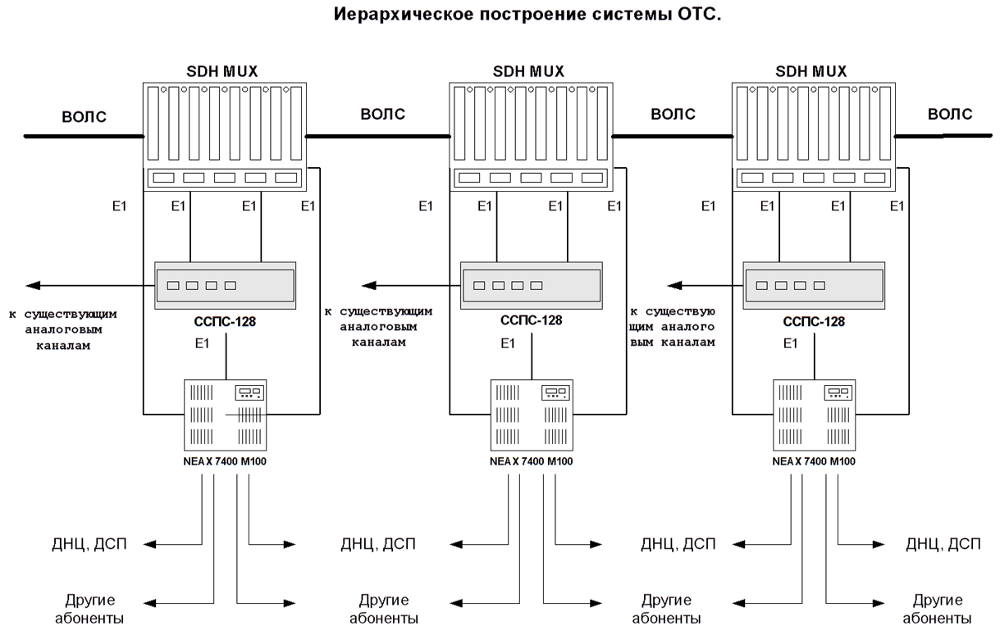 Иерархическое построение системы ОТС.
SDH MUX
SDH MUX
SDH MUX
ВОЛС
ВОЛС
ВОЛС
ВОЛС
E1
E1
E1
E1
E1
E1
E1
E1
E1
E1
E1
E1
к существующим
аналоговым
каналам
к существующим
аналоговым
каналам
к существую
щим аналого
вым каналам
ССПС-128
ССПС-128
ССПС-128
E1
E1
E1
NEAX 7400 M100
NEAX 7400 M100
NEAX 7400 M100
ДНЦ, ДСП
ДНЦ, ДСП
ДНЦ, ДСП
ДНЦ, ДСП
Другие
абоненты
Другие
абоненты
Другие
абоненты
Другие
абоненты